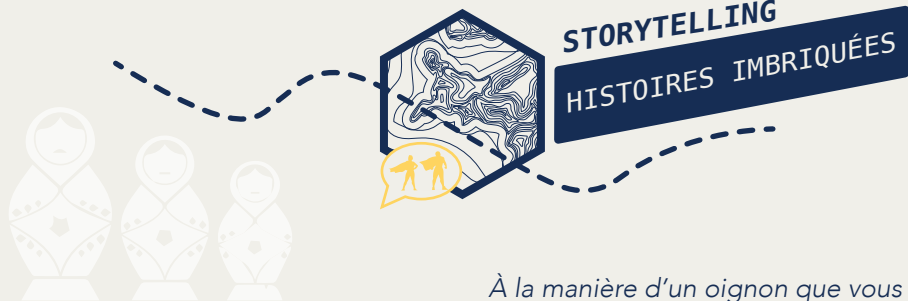 STORYTELLING
HISTOIRES IMBRIQUÉES
À la manière d’un oignon que vous